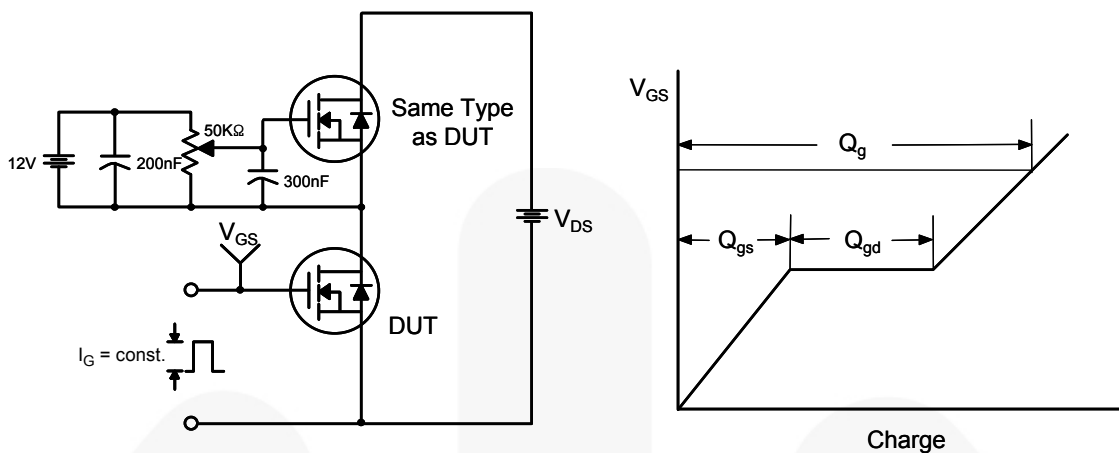 12V
200nF
50KΩ
300nF
Same Type
as DUT
V_GS
DUT
I_G = const.
V_DS
V_GS
Q_g
Q_gs
Q_gd
Charge